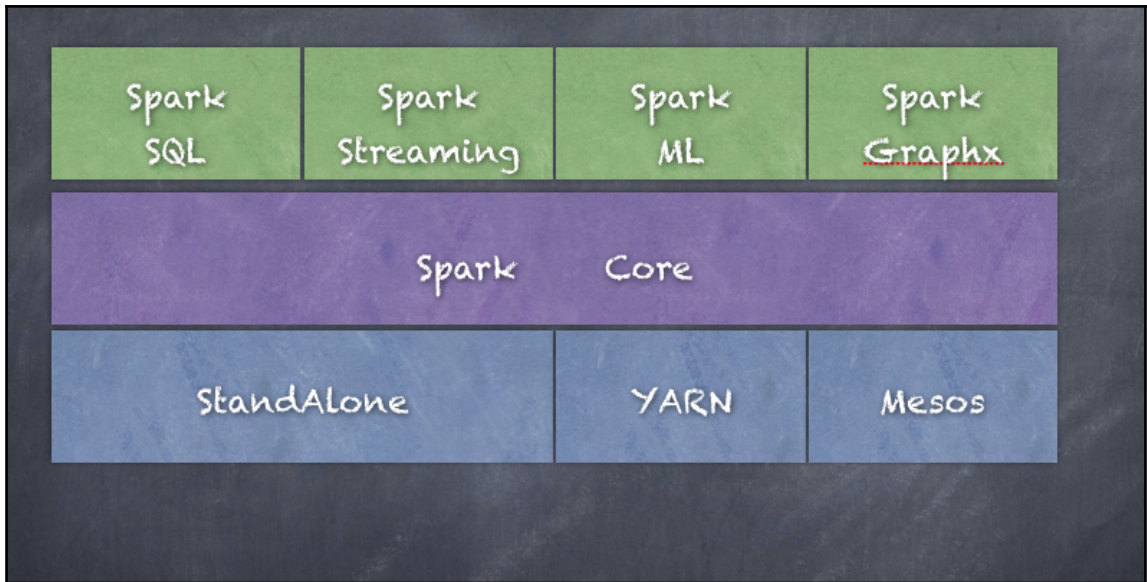 Spark Spark Spark Spark
SQL Streaming ML Graphx
Spark Core
StandAlone YARN Mesos